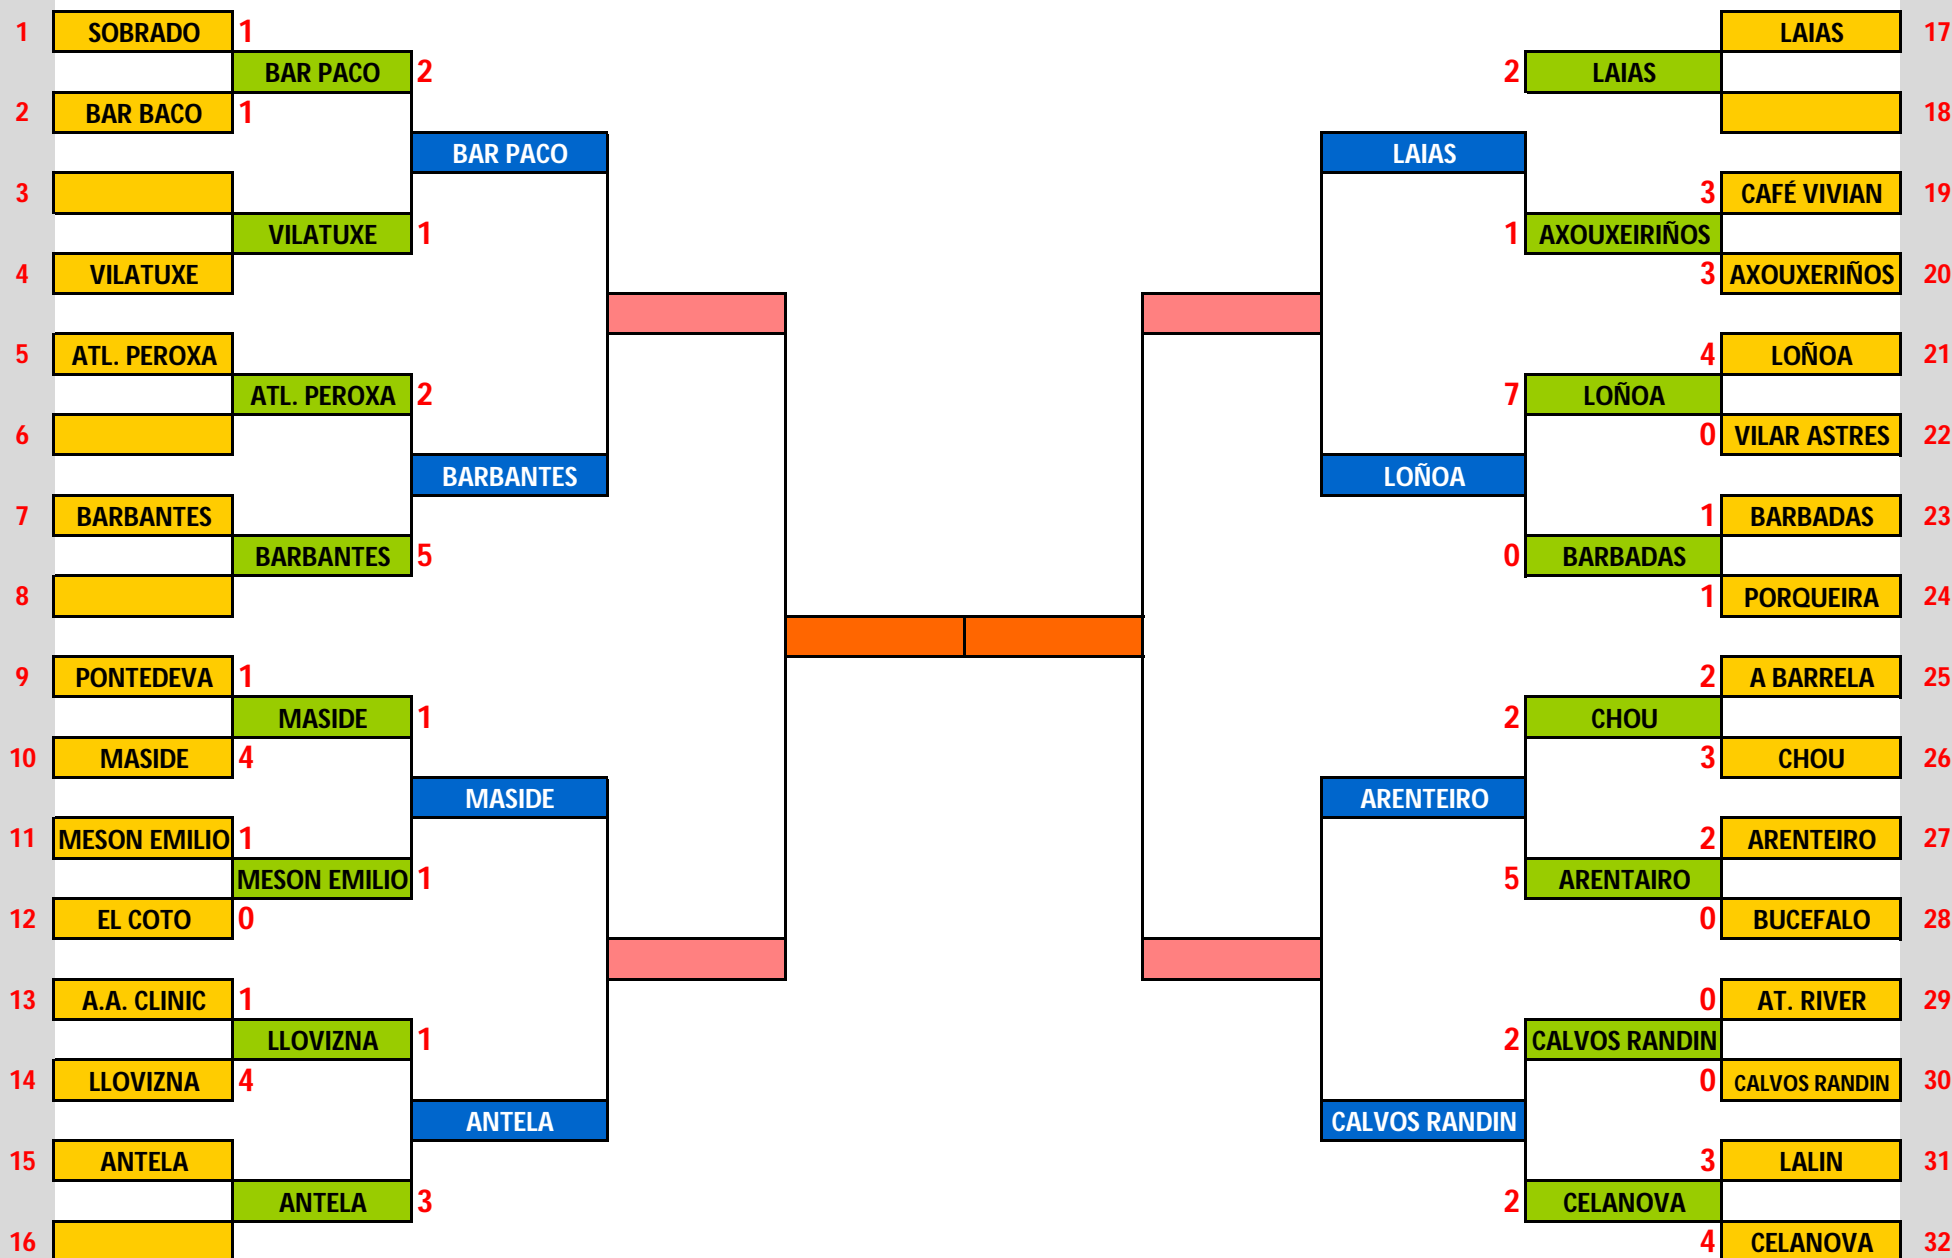 1 SOBRADO 1 LAIAS 17
BAR PACO 2 2 LAIAS
2 BAR BACO 1 18
BAR PACO LAIAS
3 3 CAFÉ VIVIAN 19
VILATUXE 1 1 AXOUXEIRIÑOS
4 VILATUXE 3 AXOUXERIÑOS 20
5 ATL. PEROXA 4 LOÑOA 21
ATL. PEROXA 2 7 LOÑOA
6 0 VILAR ASTRES 22
BARBANTES LOÑOA
7 BARBANTES 1 BARBADAS 23
BARBANTES 5 0 BARBADAS
8 1 PORQUEIRA 24
9 PONTEDEVA 1 2 A BARRELA 25
MASIDE 1 2 CHOU
10 MASIDE 4 3 CHOU 26
MASIDE ARENTEIRO
11 MESON EMILIO 1 2 ARENTEIRO 27
MESON EMILIO 1 5 ARENTAIRO
12 EL COTO 0 0 BUCEFALO 28
13 A.A. CLINIC 1 0 AT. RIVER 29
LLOVIZNA 1 2 CALVOS RANDIN
14 LLOVIZNA 4 0 CALVOS RANDIN 30
ANTELA CALVOS RANDIN
15 ANTELA 3 LALIN 31
ANTELA 3 2 CELANOVA
16 4 CELANOVA 32